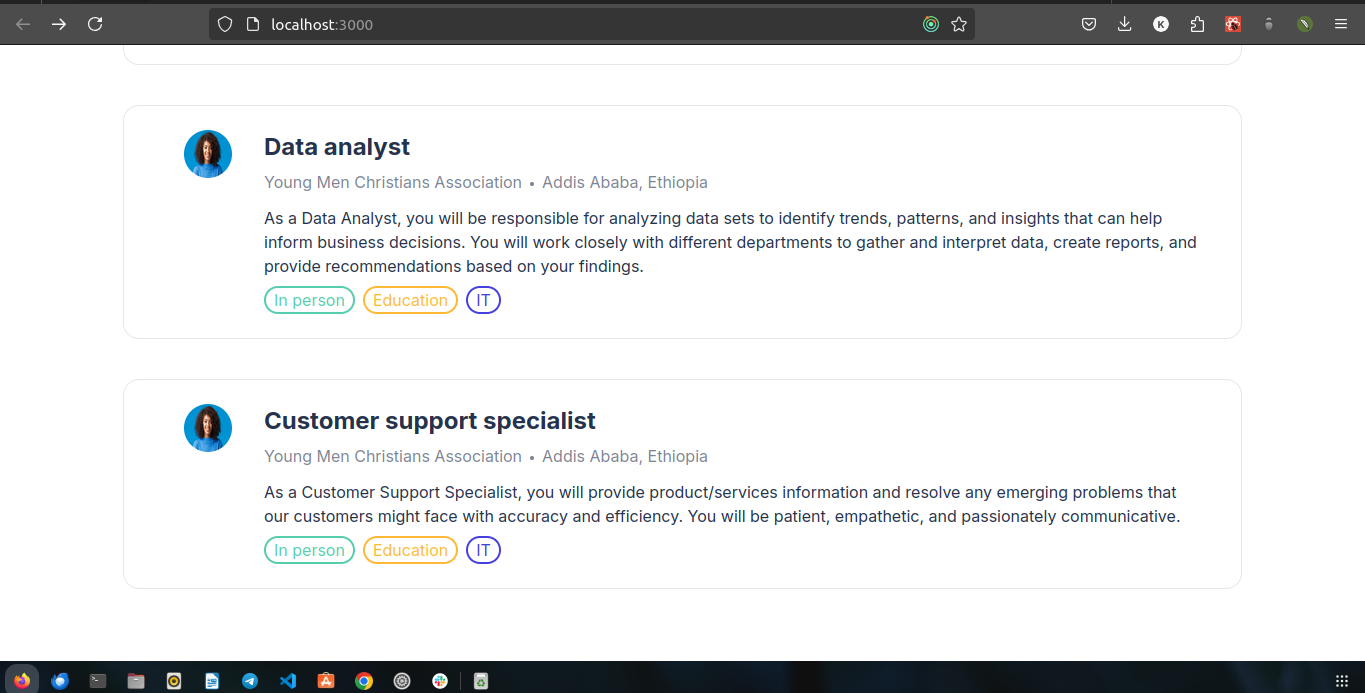 localhost:3000
K
Data analyst
Young Men Christians Association • Addis Ababa, Ethiopia
As a Data Analyst, you will be responsible for analyzing data sets to identify trends, patterns, and insights that can help
inform business decisions. You will work closely with different departments to gather and interpret data, create reports, and
provide recommendations based on your findings.
In person Education IT
Customer support specialist
Young Men Christians Association • Addis Ababa, Ethiopia
As a Customer Support Specialist, you will provide product/services information and resolve any emerging problems that
our customers might face with accuracy and efficiency. You will be patient, empathetic, and passionately communicative.
In person Education IT